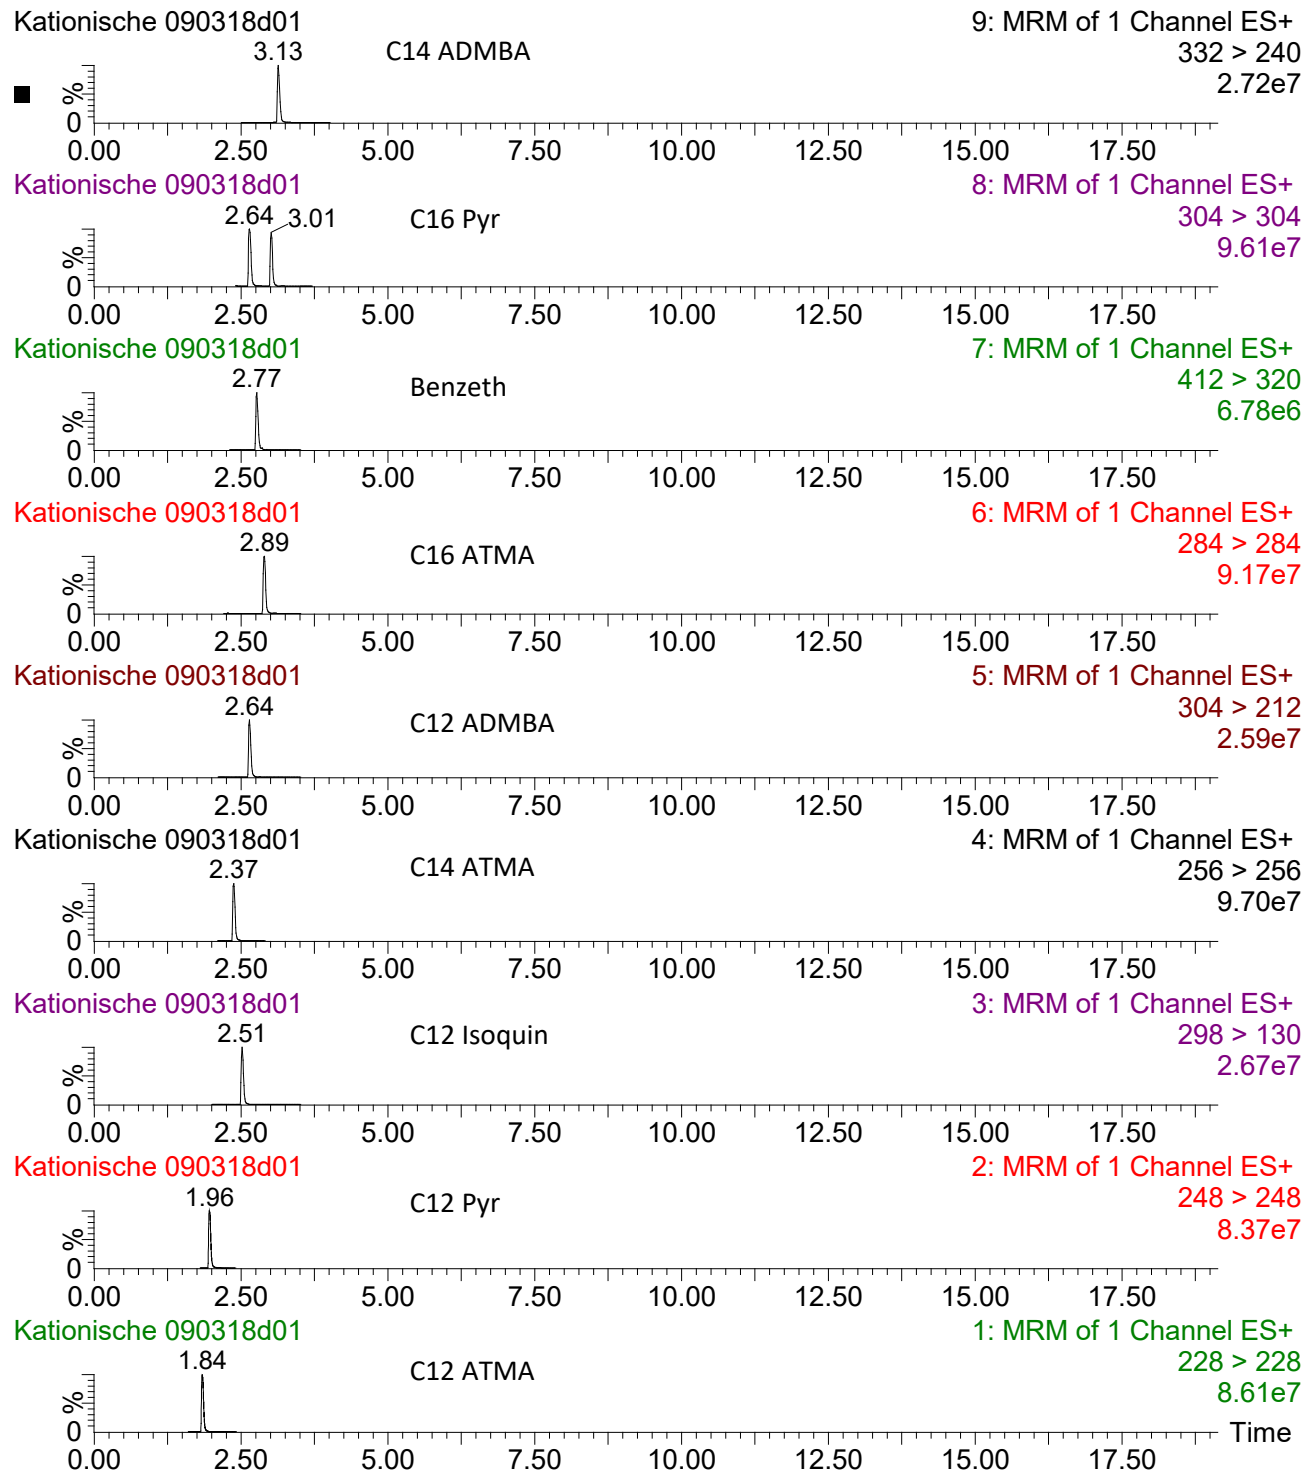 Kationische 090318d01 9: MRM of 1 Channel ES+
3.13 C14 ADMBA 332 > 240
2.72e7
%
0
0.00 2.50 5.00 7.50 10.00 12.50 15.00 17.50
Kationische 090318d01 8: MRM of 1 Channel ES+
2.64 3.01 C16 Pyr 304 > 304
9.61e7
%
0
0.00 2.50 5.00 7.50 10.00 12.50 15.00 17.50
Kationische 090318d01 7: MRM of 1 Channel ES+
2.77 Benzeth 412 > 320
6.78e6
%
0
0.00 2.50 5.00 7.50 10.00 12.50 15.00 17.50
Kationische 090318d01 6: MRM of 1 Channel ES+
2.89 C16 ATMA 284 > 284
9.17e7
%
0
0.00 2.50 5.00 7.50 10.00 12.50 15.00 17.50
Kationische 090318d01 5: MRM of 1 Channel ES+
2.64 C12 ADMBA 304 > 212
2.59e7
%
0
0.00 2.50 5.00 7.50 10.00 12.50 15.00 17.50
Kationische 090318d01 4: MRM of 1 Channel ES+
2.37 C14 ATMA 256 > 256
9.70e7
%
0
0.00 2.50 5.00 7.50 10.00 12.50 15.00 17.50
Kationische 090318d01 3: MRM of 1 Channel ES+
2.51 C12 Isoquin 298 > 130
2.67e7
%
0
0.00 2.50 5.00 7.50 10.00 12.50 15.00 17.50
Kationische 090318d01 2: MRM of 1 Channel ES+
1.96 C12 Pyr 248 > 248
8.37e7
%
0
0.00 2.50 5.00 7.50 10.00 12.50 15.00 17.50
Kationische 090318d01 1: MRM of 1 Channel ES+
1.84 C12 ATMA 228 > 228
8.61e7
%
0 Time
0.00 2.50 5.00 7.50 10.00 12.50 15.00 17.50